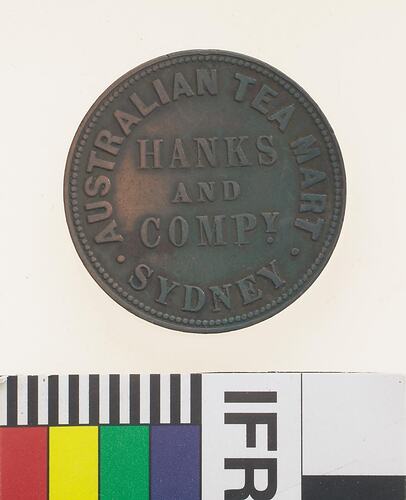 AUSTRALIAN TEA MART
HANKS
AND
COMPY.
· SYDNEY ·
IFR